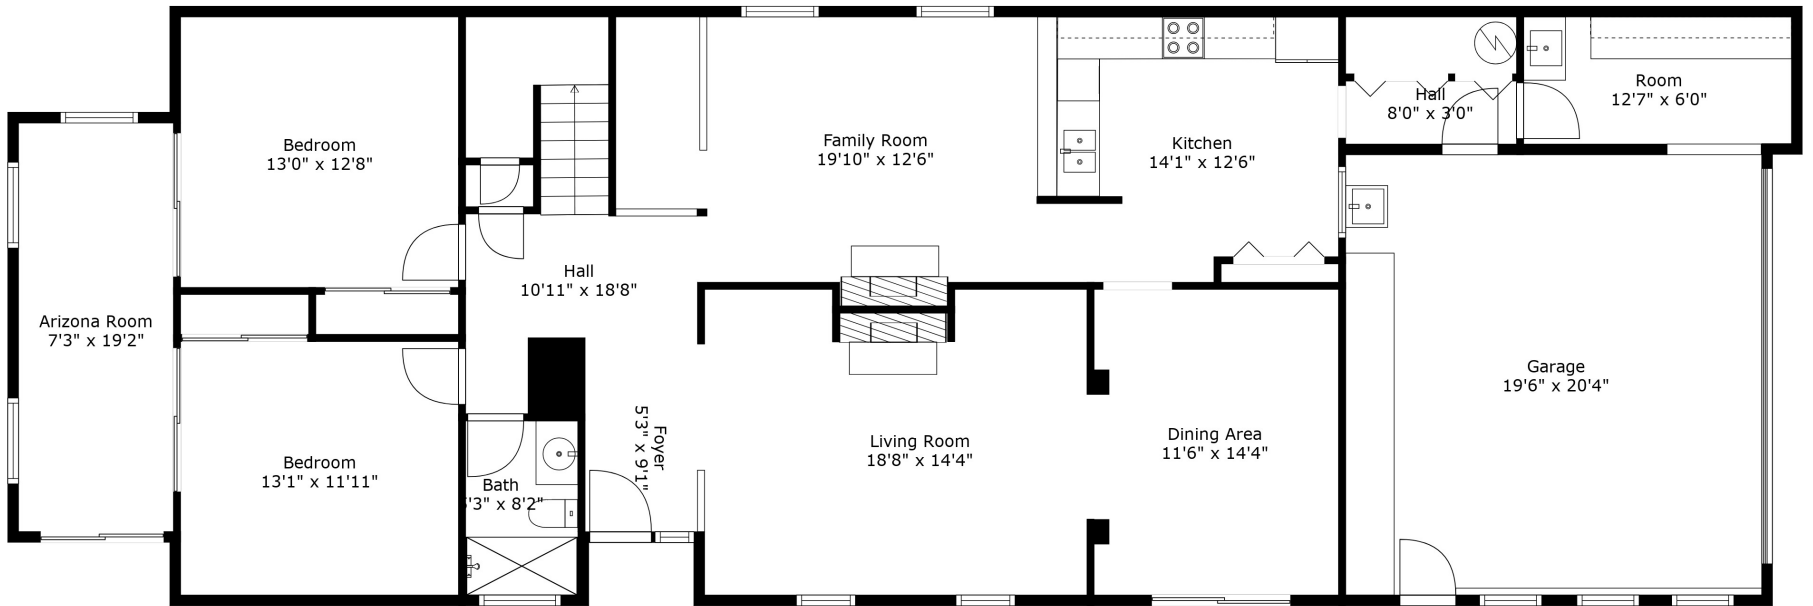 Bedroom
13'0" x 12'8"
Family Room
19'10" x 12'6"
Kitchen
14'1" x 12'6"
Hall
8'0" x 3'0"
Room
12'7" x 6'0"
Arizona Room
7'3" x 19'2"
Hall
10'11" x 18'8"
Garage
19'6" x 20'4"
Bedroom
13'1" x 11'11"
Bath
'3" x 8'2"
Foyer
5'3" x 9'1"
Living Room
18'8" x 14'4"
Dining Area
11'6" x 14'4"